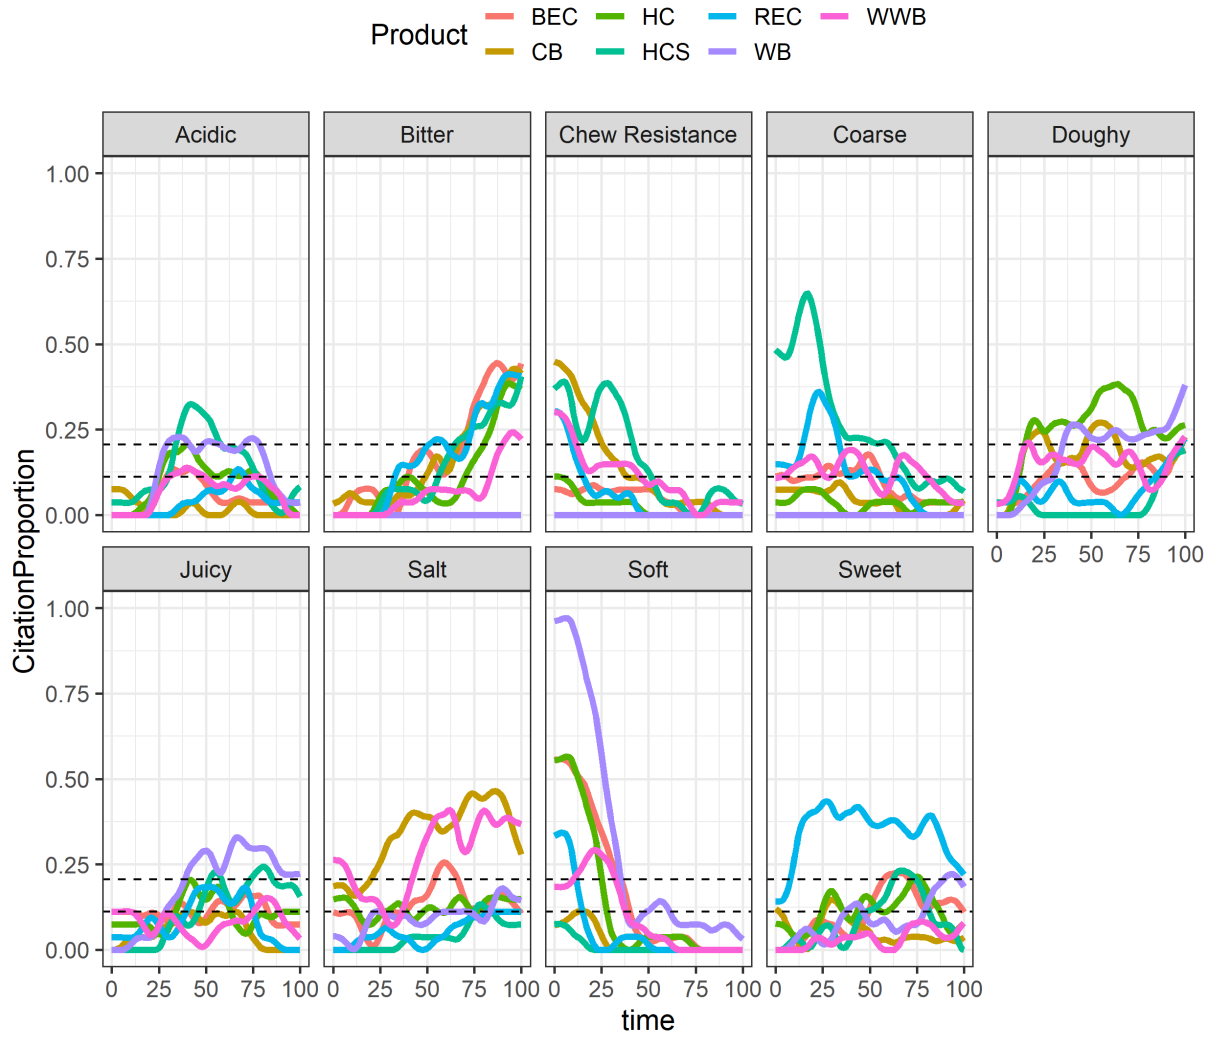 Product BEC HC REC WWB
CB HCS WB
Acidic Bitter Chew Resistance Coarse Doughy
1.00
0.75
0.50
0.25
0.00
0 25 50 75 100
Juicy Salt Soft Sweet
1.00
0.75
0.50
0.25
0.00
0 25 50 75 100 0 25 50 75 100 0 25 50 75 100 0 25 50 75 100
CitationProportion
time